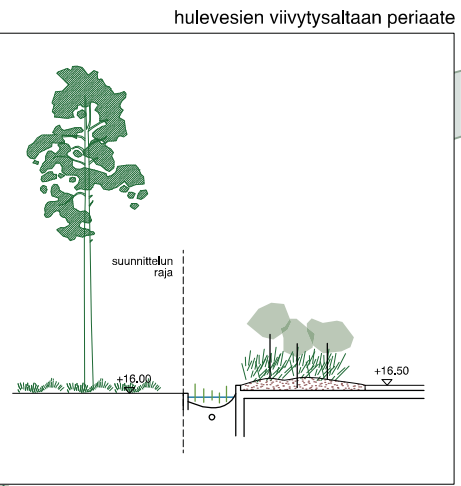 hulevesien viivytysaltaan periaate
suunnittelun
raja
+16.00
+16.50